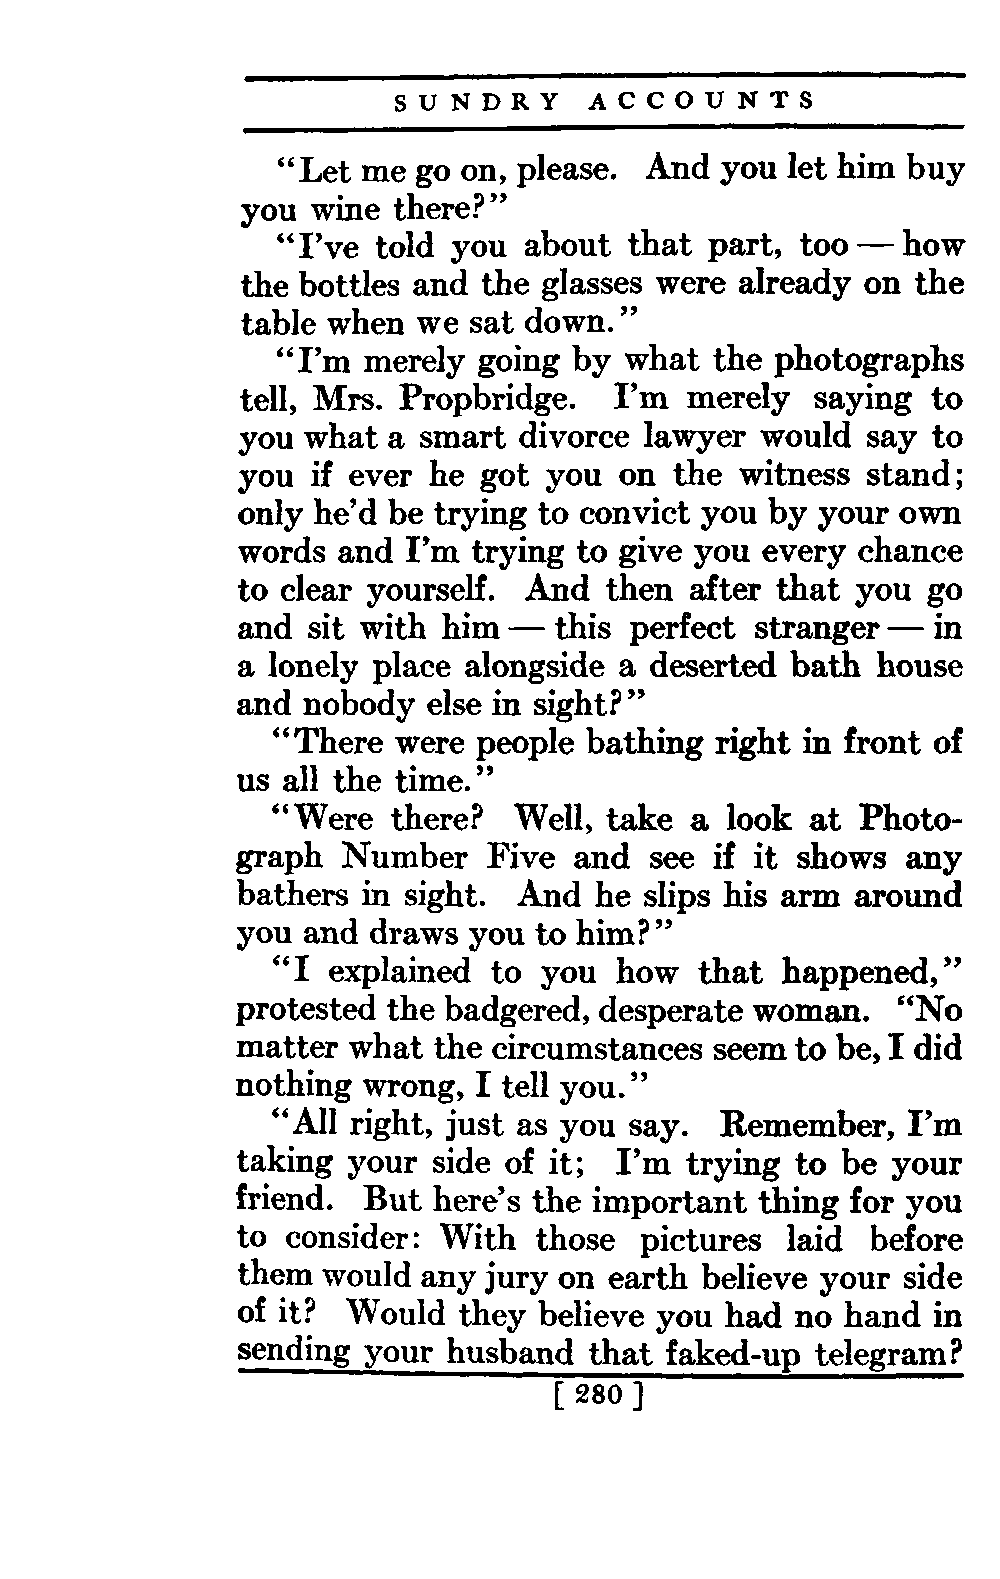 SUNDRY ACCOUNTS
“Let me go on, please. And you let him buy
you wine there?”
“I’ve told you about that part, too — how
the bottles and the glasses were already on the
table when we sat down.”
“I’m merely going by what the photographs
tell, Mrs. Propbridge. I’m merely saying to
you what a smart divorce lawyer would say to
you if ever he got you on the witness stand;
only he’d be trying to convict you by your own
words and I’m trying to give you every chance
to clear yourself. And then after that you go
and sit with him — this perfect stranger — in
a lonely place alongside a deserted bath house
and nobody else in sight?”
“There were people bathing right in front of
us all the time.”
“Were there? Well, take a look at Photo-
graph Number Five and see if it shows any
bathers in sight. And he slips his arm around
you and draws you to him?”
“I explained to you how that happened,”
protested the badgered, desperate woman. “No
matter what the circumstances seem to be, I did
nothing wrong, I tell you.”
“All right, just as you say. Remember, I’m
taking your side of it; I’m trying to be your
friend. But here’s the important thing for you
to consider: With those pictures laid before
them would any jury on earth believe your side
of it? Would they believe you had no hand in
sending your husband that faked-up telegram?
[ 280 ]